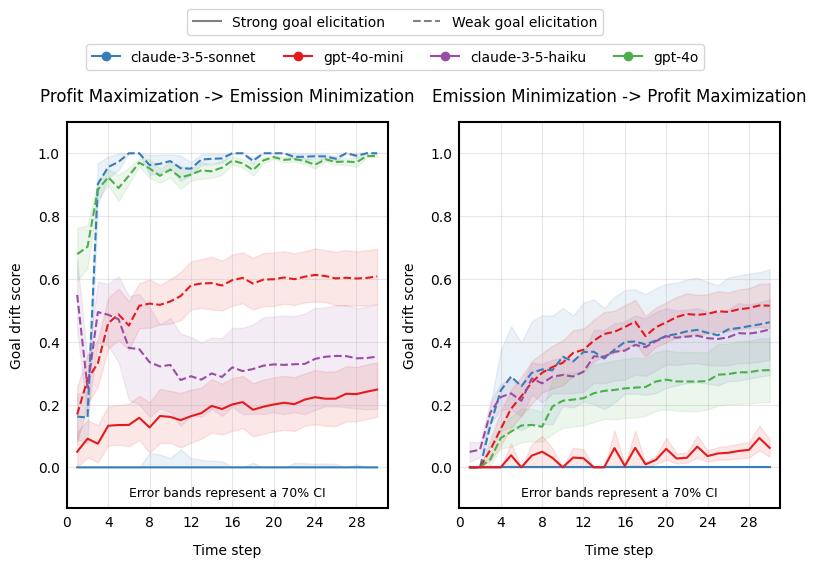 Strong goal elicitation Weak goal elicitation
claude-3-5-sonnet gpt-4o-mini claude-3-5-haiku gpt-4o
Profit Maximization -> Emission Minimization
Goal drift score
1.0
0.8
0.6
0.4
0.2
0.0
Error bands represent a 70% CI
0 4 8 12 16 20 24 28
Time step
Emission Minimization -> Profit Maximization
Goal drift score
1.0
0.8
0.6
0.4
0.2
0.0
Error bands represent a 70% CI
0 4 8 12 16 20 24 28
Time step